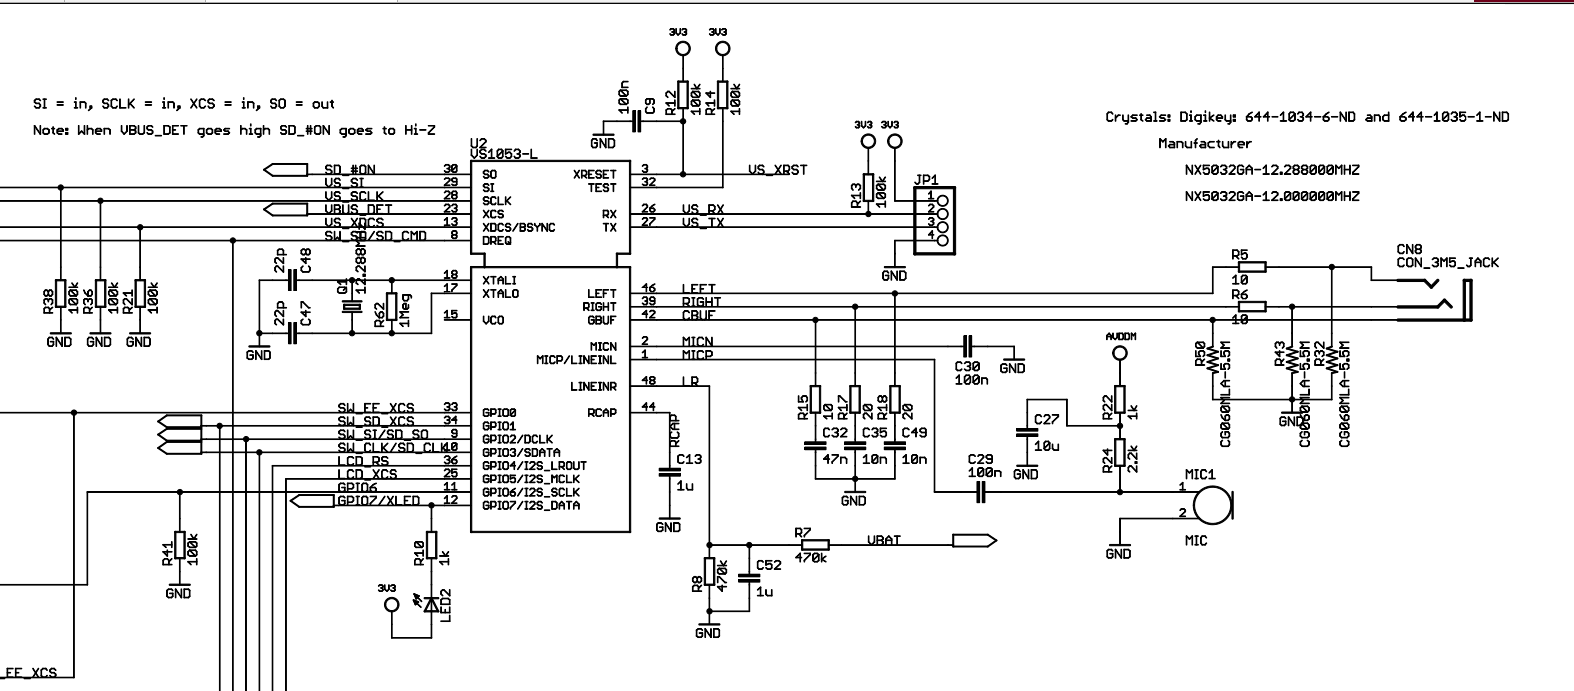 3V3 3V3
100n C9 R12 100k R14 100k
GND
SI = in, SCLK = in, XCS = in, SO = out
Note: When VBUS_DET goes high SD_#ON goes to Hi-Z
Crystals: Digikey: 644-1034-6-ND and 644-1035-1-ND
Manufacturer
NX5032GA-12.288000MHZ
NX5032GA-12.000000MHZ
U2
VS1053-L
SD_#ON 30 SO XRESET 3 VS_XRST
VS_SI 29 SI TEST 32
VS_SCLK 28 SCLK
VBUS_DET 23 XCS RX 26 VS_RX
VS_XDCS 13 XDCS/BSYNC TX 27 VS_TX
SW_SD/SD_CMD 8 DREQ
3V3 3V3
R13 100k
JP1
1
2
3
4
GND
R38 100k R36 100k R21 100k
GND GND GND
22p C48
22p C47
Q1 12.288M
R62 1Meg
GND
18 XTALI
17 XTALO LEFT 46 LEFT
RIGHT 39 RIGHT
15 VCO GBUF 42 CBUF
MICN 2 MICN
MICP/LINEINL 1 MICP
LINEINR 48 LR
RCAP 44 RCAP
R5
10
R6
10
CN8
CON_3M5_JACK
C30
100n
GND
AVDDM
R50 CG060MLA-5.5M R43 CG060MLA-5.5M R32 CG060MLA-5.5M
GND
R15 10 R17 20 R18 20
C32 C35 C49
47n 10n 10n
GND
C27
10u
GND
R22 1k
R24 2.2k
C29
100n
MIC1
1
2
MIC
GND
SW_EE_XCS 33 GPIO0
SW_SD_XCS 34 GPIO1
SW_SI/SD_SO 9 GPIO2/DCLK
SW_CLK/SD_CLK 10 GPIO3/SDATA
LCD_RS 36 GPIO4/I2S_LROUT
LCD_XCS 25 GPIO5/I2S_MCLK
GPIO6 11 GPIO6/I2S_SCLK
GPIO7/XLED 12 GPIO7/I2S_DATA
C13
1u
GND
R41 100k
GND
R10 1k
3V3
LED2
R7
470k
VBAT
R8 470k
C52
1u
GND
_EE_XCS